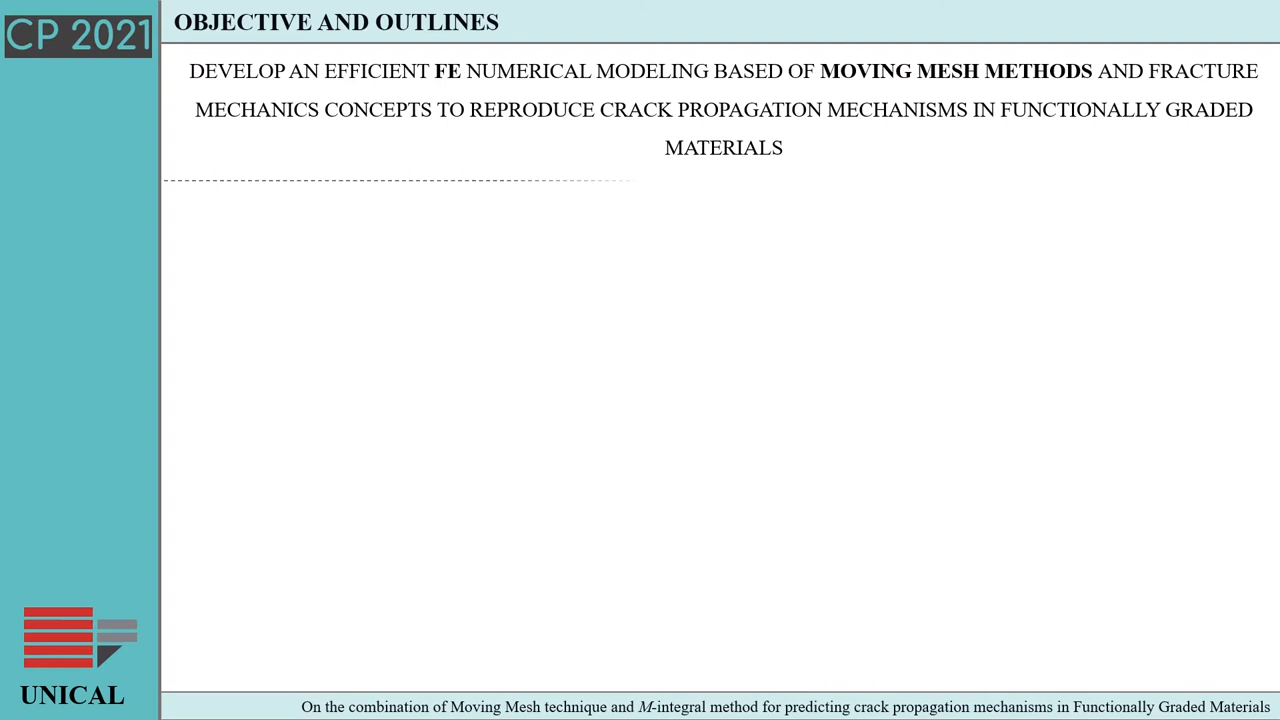 CP 2021
OBJECTIVE AND OUTLINES
DEVELOP AN EFFICIENT FE NUMERICAL MODELING BASED OF MOVING MESH METHODS AND FRACTURE
MECHANICS CONCEPTS TO REPRODUCE CRACK PROPAGATION MECHANISMS IN FUNCTIONALLY GRADED
MATERIALS
UNICAL
On the combination of Moving Mesh technique and M-integral method for predicting crack propagation mechanisms in Functionally Graded Materials